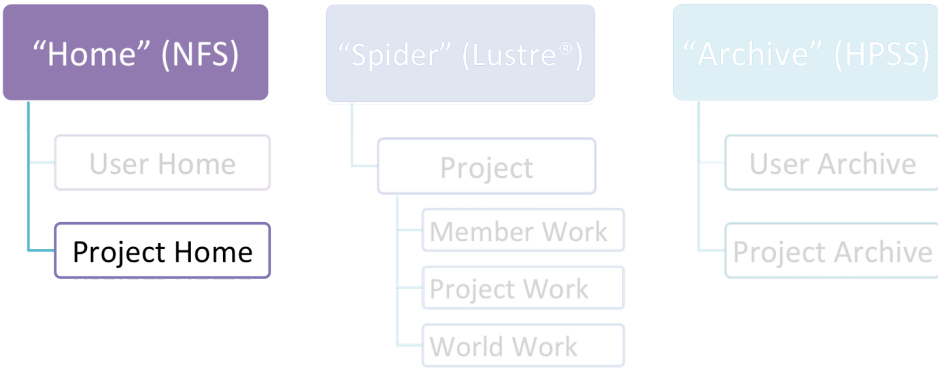 “Home” (NFS)
User Home
Project Home
“Spider” (Lustre®)
Project
Member Work
Project Work
World Work
“Archive” (HPSS)
User Archive
Project Archive